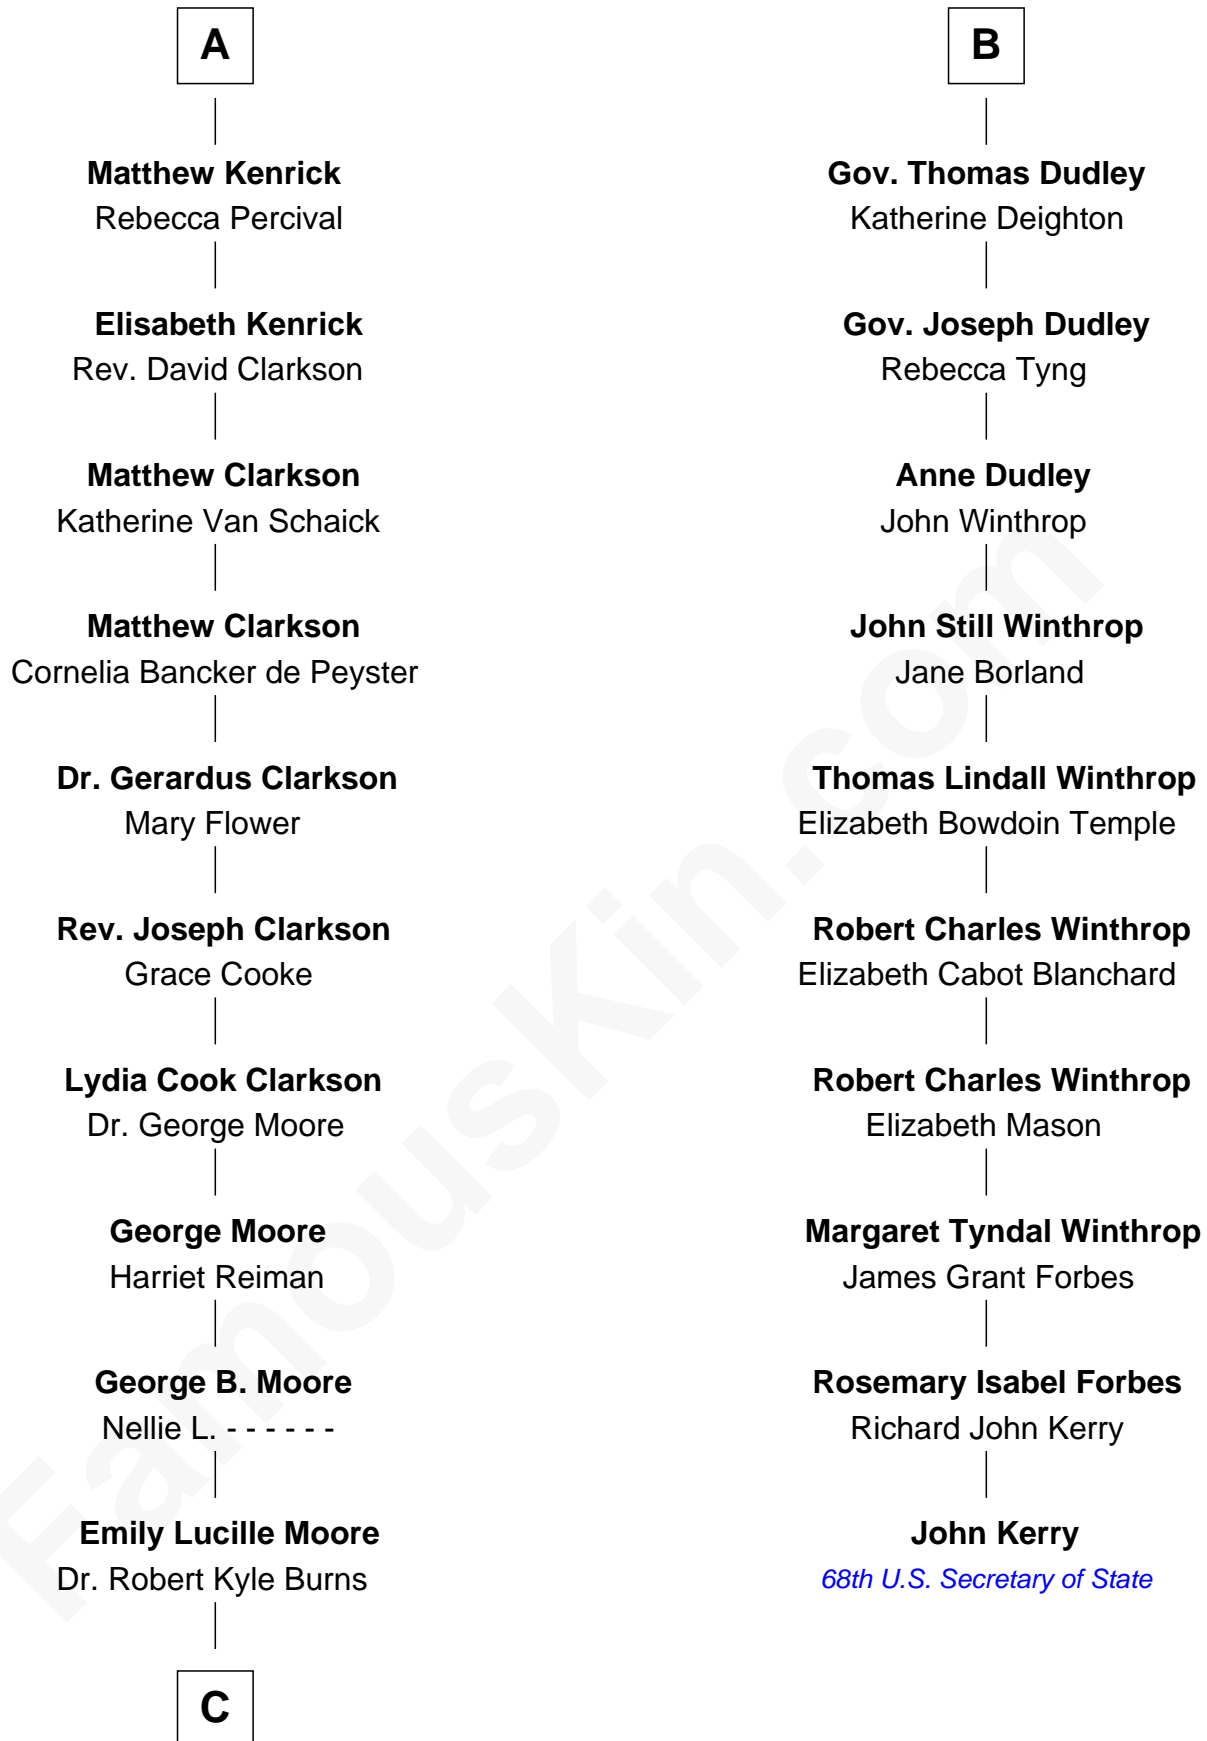 A
Matthew Kenrick
Rebecca Percival
Elisabeth Kenrick
Rev. David Clarkson
Matthew Clarkson
Katherine Van Schaick
Matthew Clarkson
Cornelia Bancker de Peyster
Dr. Gerardus Clarkson
Mary Flower
Rev. Joseph Clarkson
Grace Cooke
Lydia Cook Clarkson
Dr. George Moore
George Moore
Harriet Reiman
George B. Moore
Nellie L. - - - - - -
Emily Lucille Moore
Dr. Robert Kyle Burns
C
B
Gov. Thomas Dudley
Katherine Deighton
Gov. Joseph Dudley
Rebecca Tyng
Anne Dudley
John Winthrop
John Still Winthrop
Jane Borland
Thomas Lindall Winthrop
Elizabeth Bowdoin Temple
Robert Charles Winthrop
Elizabeth Cabot Blanchard
Robert Charles Winthrop
Elizabeth Mason
Margaret Tyndal Winthrop
James Grant Forbes
Rosemary Isabel Forbes
Richard John Kerry
John Kerry
68th U.S. Secretary of State
FamousKin.com